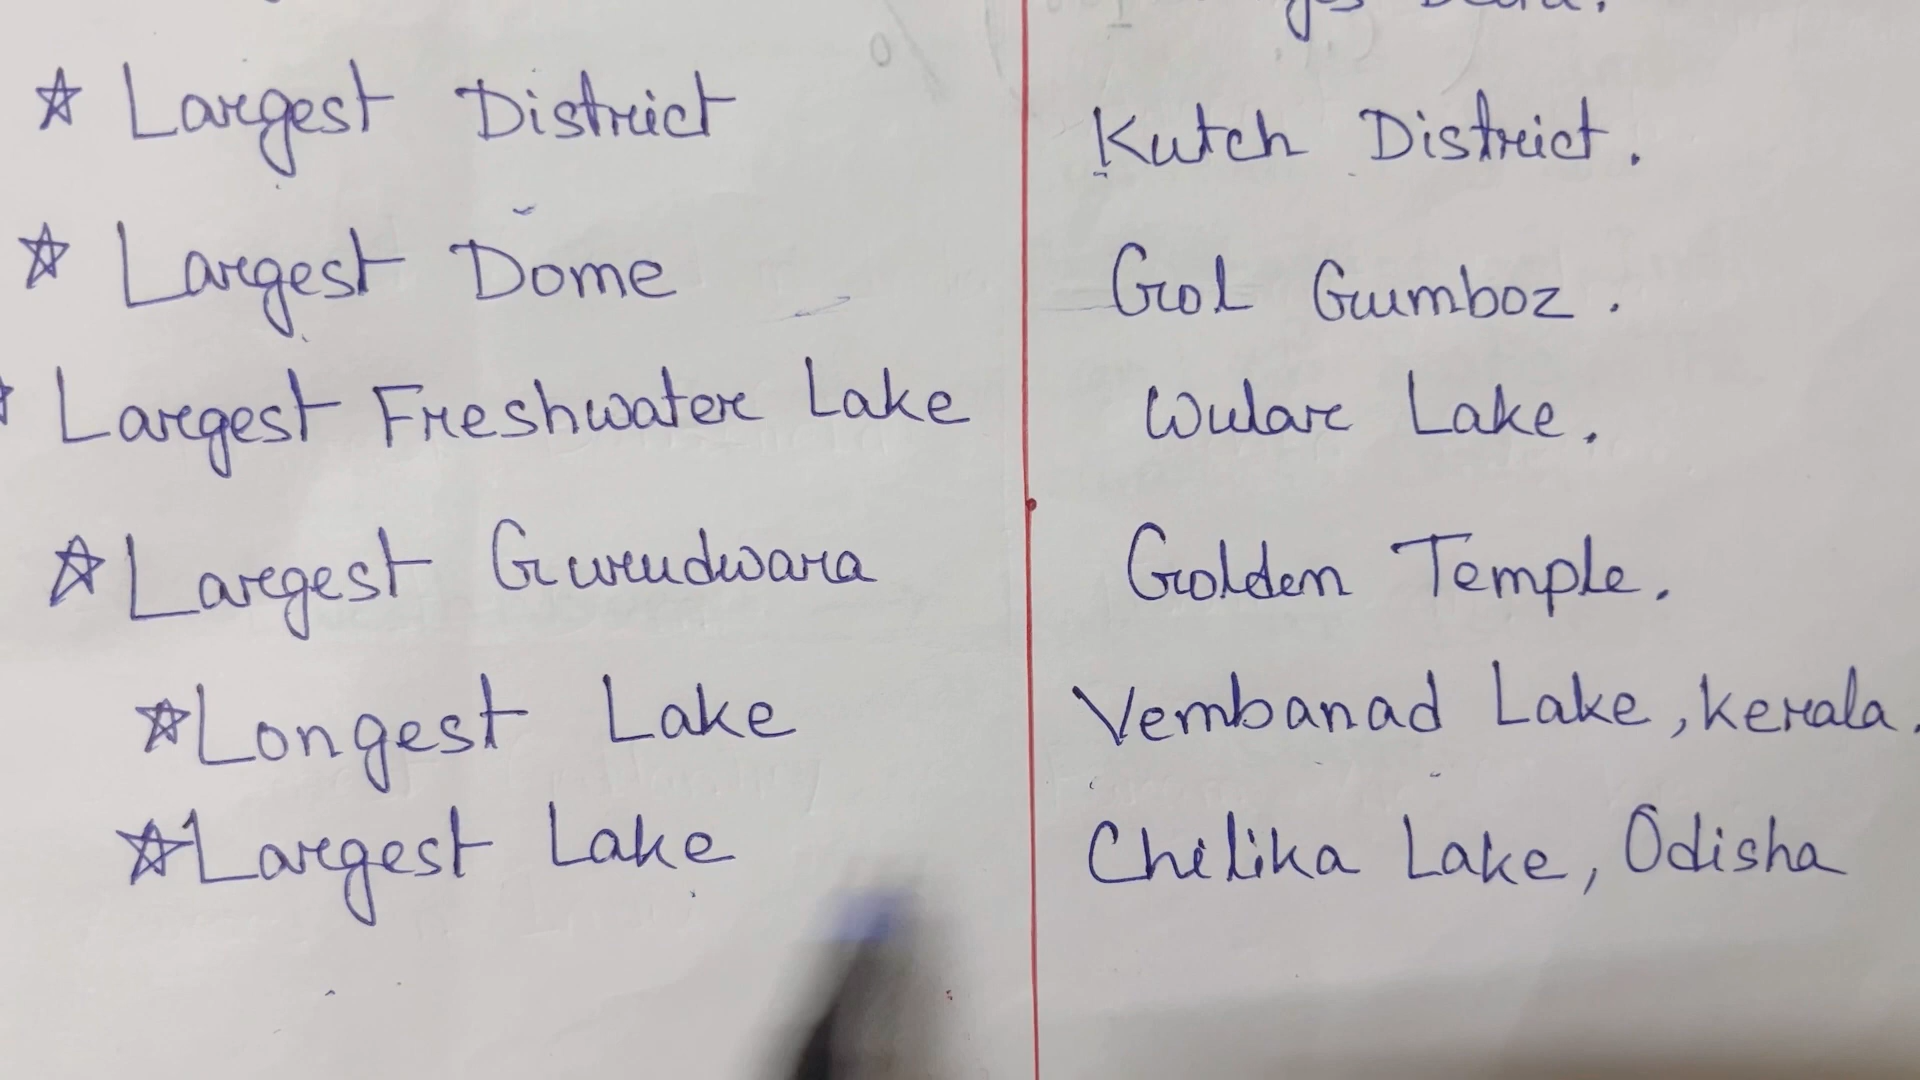 ☆ Largest District Kutch District.
☆ Largest Dome Gol Gumboz.
Largest Freshwater Lake Wular Lake.
☆ Largest Gurudwara Golden Temple.
☆ Longest Lake Vembanad Lake, Kerala.
☆ Largest Lake Chilika Lake, Odisha